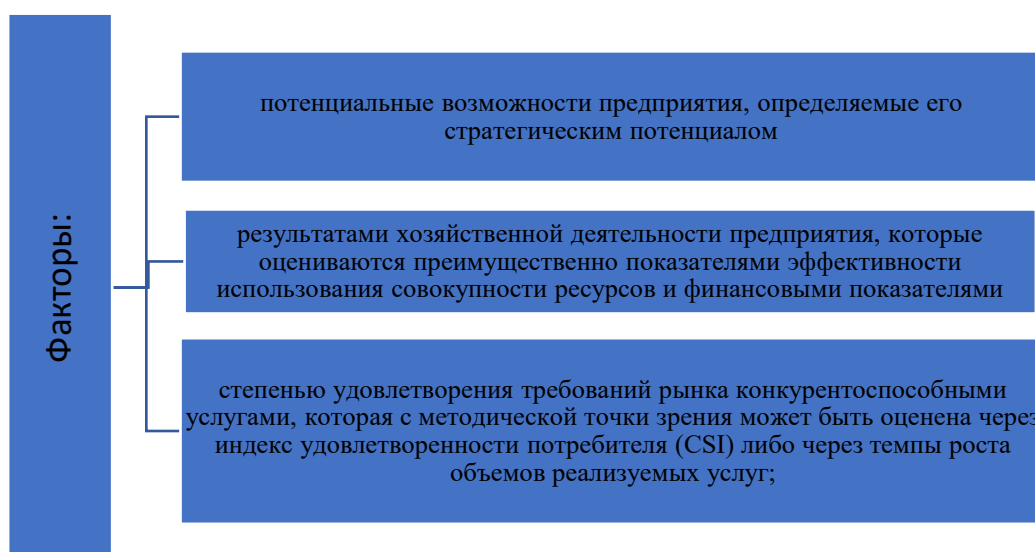 Факторы:
потенциальные возможности предприятия, определяемые его
стратегическим потенциалом
результатами хозяйственной деятельности предприятия, которые
оцениваются преимущественно показателями эффективности
использования совокупности ресурсов и финансовыми показателями
степенью удовлетворения требований рынка конкурентоспособными
услугами, которая с методической точки зрения может быть оценена через
индекс удовлетворенности потребителя (CSI) либо через темпы роста
объемов реализуемых услуг;